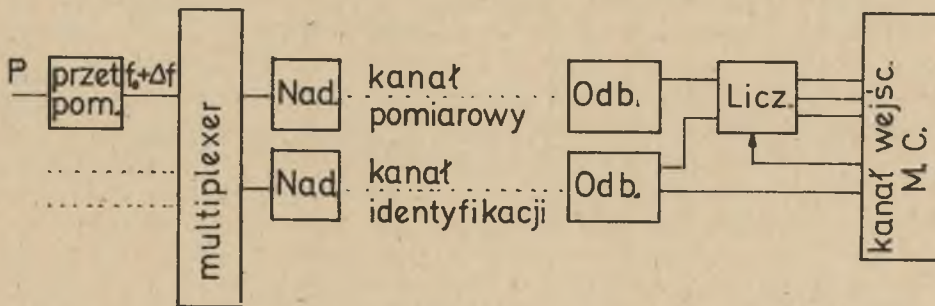 P
przet
pom.
f₀+Δf
multiplexer
Nad.
kanał
pomiarowy
Odb.
Licz.
Nad.
kanał
identyfikacji
Odb.
kanał wejśc.
M.C.